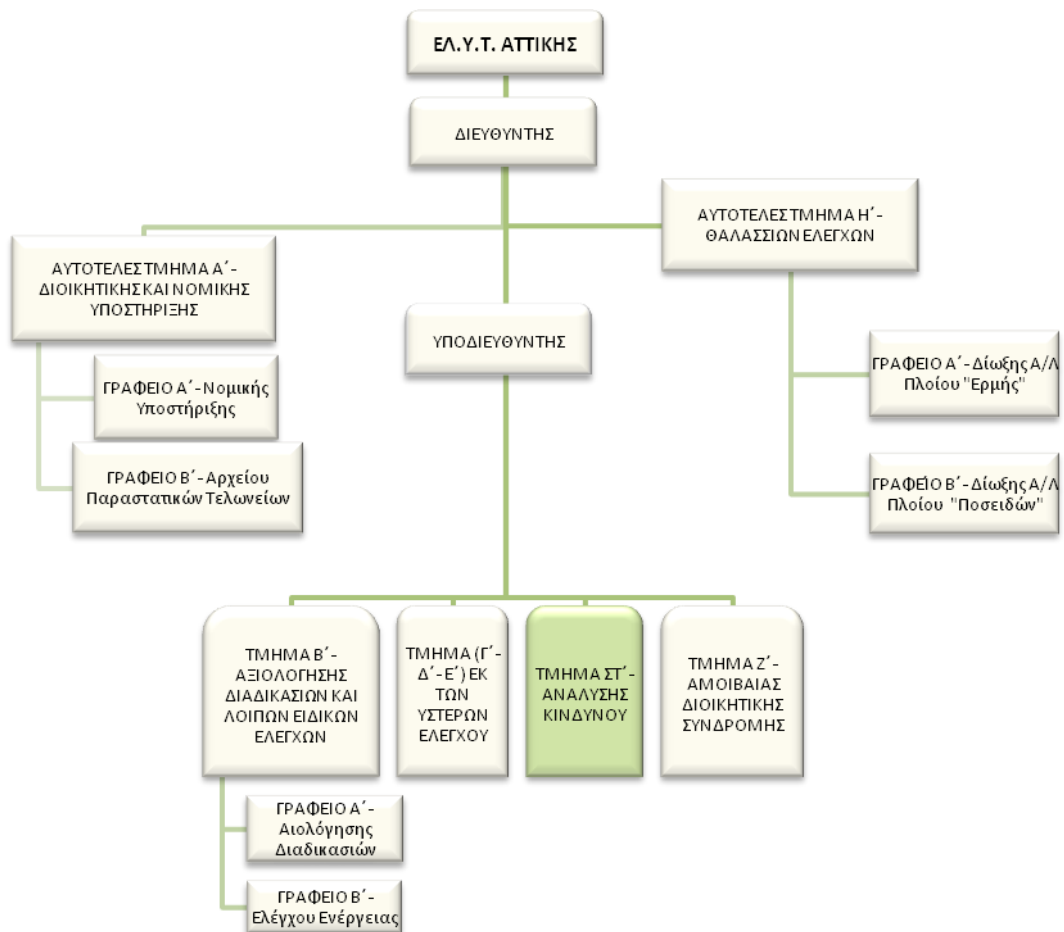 ΕΛ.Υ.Τ. ΑΤΤΙΚΗΣ
ΔΙΕΥΘΥΝΤΗΣ
ΑΥΤΟΤΕΛΕΣ ΤΜΗΜΑ Α΄-
ΔΙΟΙΚΗΤΙΚΗΣ ΚΑΙ ΝΟΜΙΚΗΣ
ΥΠΟΣΤΗΡΙΞΗΣ
ΓΡΑΦΕΙΟ Α΄- Νομικής
Υποστήριξης
ΓΡΑΦΕΙΟ Β΄- Αρχείου
Παραστατικών Τελωνείων
ΑΥΤΟΤΕΛΕΣ ΤΜΗΜΑ Η΄-
ΘΑΛΑΣΣΙΩΝ ΕΛΕΓΧΩΝ
ΓΡΑΦΕΙΟ Α΄- Δίωξης Α/Λ
Πλοίου "Ερμής"
ΓΡΑΦΕΊΟ Β΄- Δίωξης Α/Λ
Πλοίου "Ποσειδών"
ΥΠΟΔΙΕΥΘΥΝΤΗΣ
ΤΜΗΜΑ Β΄-
ΑΞΙΟΛΟΓΗΣΗΣ
ΔΙΑΔΙΚΑΣΙΩΝ ΚΑΙ
ΛΟΙΠΩΝ ΕΙΔΙΚΩΝ
ΕΛΕΓΧΩΝ
ΓΡΑΦΕΙΟ Α΄-
Αιολόγησης
Διαδικασιών
ΓΡΑΦΕΙΟ Β΄-
Ελέγχου Ενέργειας
ΤΜΗΜΑ (Γ΄-
Δ΄- Ε΄) ΕΚ
ΤΩΝ
ΥΣΤΕΡΩΝ
ΕΛΕΓΧΟΥ
ΤΜΗΜΑ ΣΤ΄-
ΑΝΑΛΥΣΗΣ
ΚΙΝΔΥΝΟΥ
ΤΜΗΜΑ Ζ΄-
ΑΜΟΙΒΑΙΑΣ
ΔΙΟΙΚΗΤΙΚΗΣ
ΣΥΝΔΡΟΜΗΣ